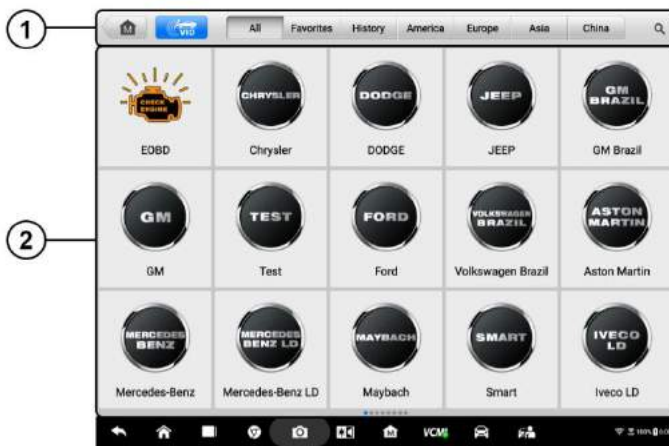 1
VID All Favorites History America Europe Asia China
CHECK ENGINE CHRYSLER DODGE JEEP GM BRAZIL
EOBD Chrysler DODGE JEEP GM Brazil
2
GM TEST FORD VOLKSWAGEN BRAZIL ASTON MARTIN
GM Test Ford Volkswagen Brazil Aston Martin
MERCEDES BENZ MERCEDES BENZ LD MAYBACH SMART IVECO LD
Mercedes-Benz Mercedes-Benz LD Maybach Smart Iveco LD
VCMI 100%